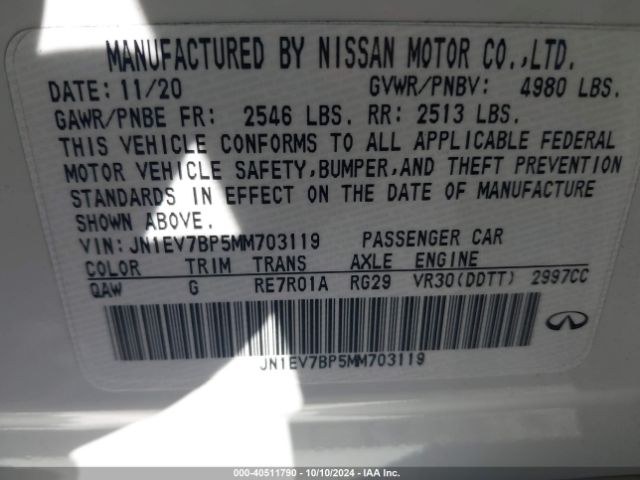 MANUFACTURED BY NISSAN MOTOR CO.,LTD.
DATE: 11/20 GVWR/PNBV: 4980 LBS.
GAWR/PNBE FR: 2546 LBS. RR: 2513 LBS.
THIS VEHICLE CONFORMS TO ALL APPLICABLE FEDERAL
MOTOR VEHICLE SAFETY,BUMPER,AND THEFT PREVENTION
STANDARDS IN EFFECT ON THE DATE OF MANUFACTURE
SHOWN ABOVE.
VIN: JN1EV7BP5MM703119 PASSENGER CAR
COLOR TRIM TRANS AXLE ENGINE
QAW G RE7R01A RG29 VR30(DDTT) 2997CC
JN1EV7BP5MM703119
000-40511790 - 10/10/2024 - IAA Inc.